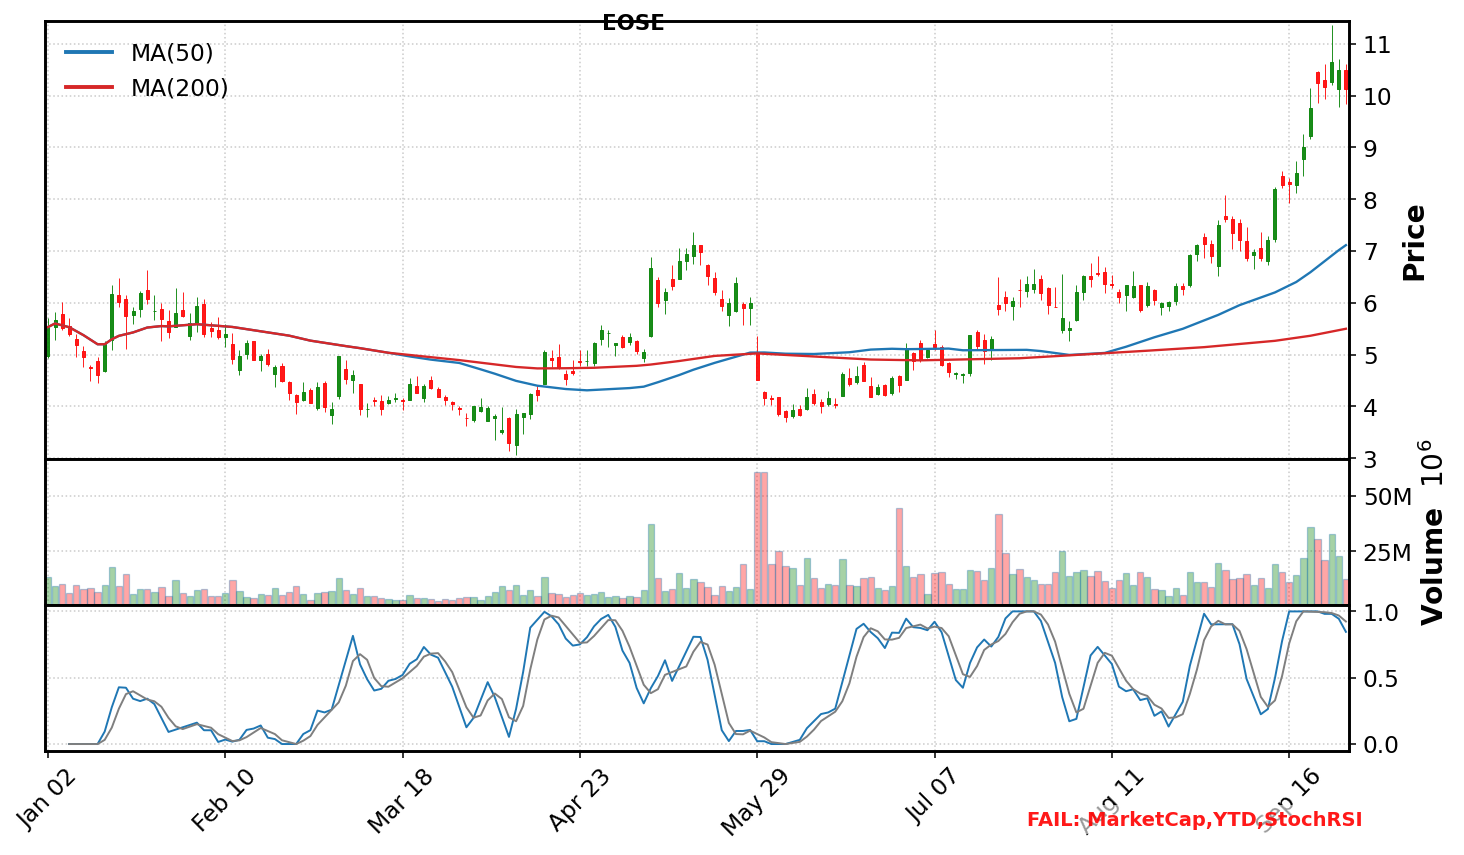 EOSE
MA(50)
MA(200)
11
10
9
8
7
6
5
4
3
Price
50M
25M
Volume 10^6
1.0
0.5
0.0
Jan 02
Feb 10
Mar 18
Apr 23
May 29
Jul 07
Aug 11
Sep 16
FAIL: MarketCap,YTD,StochRSI